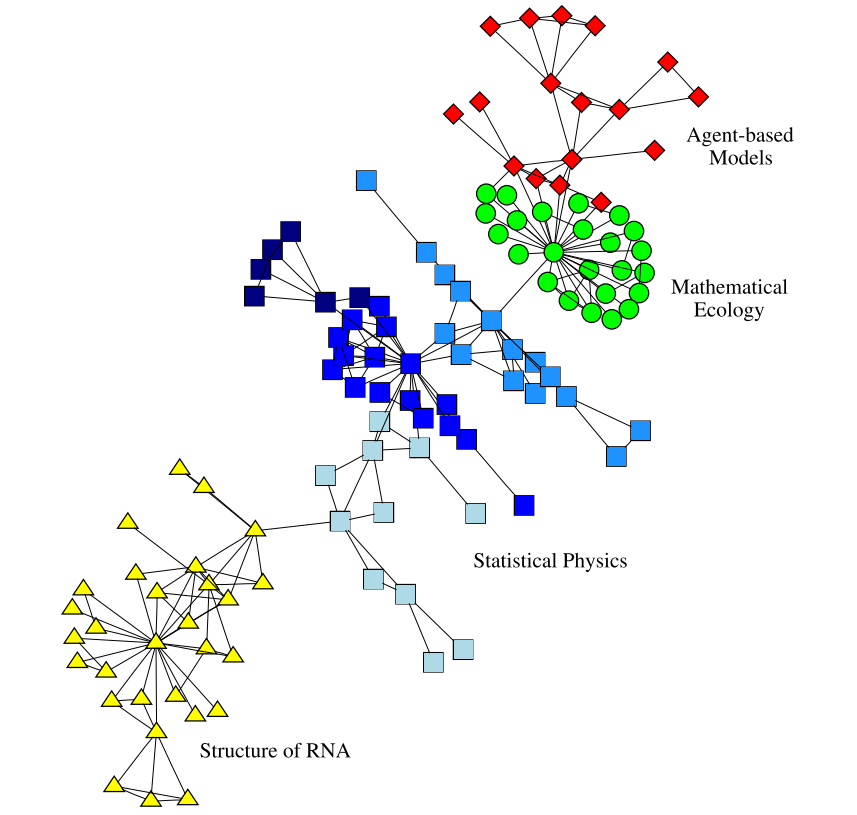 Agent-based
Models
Mathematical
Ecology
Statistical Physics
Structure of RNA